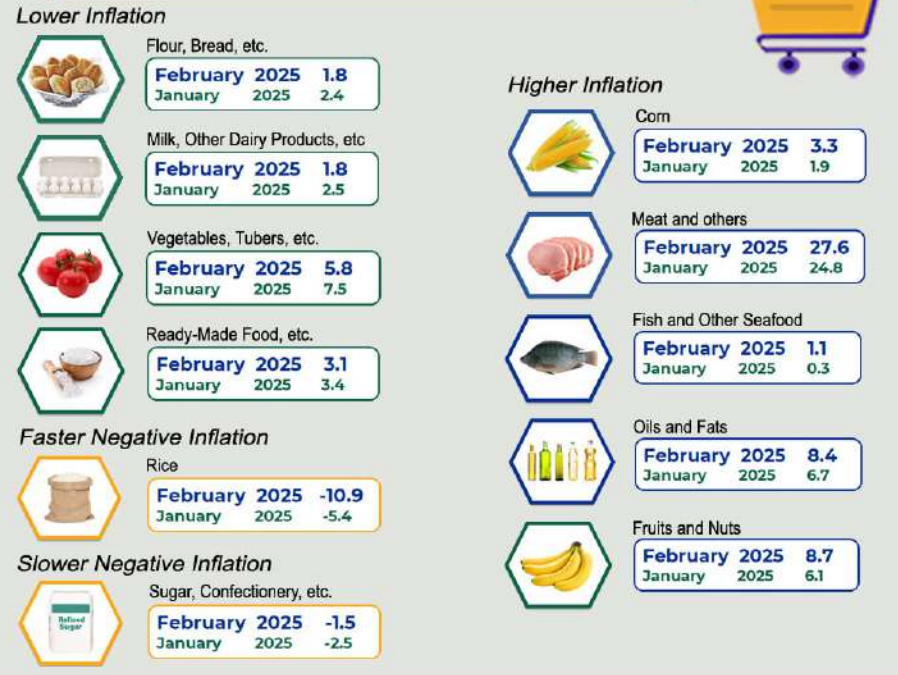 Lower Inflation
Flour, Bread, etc.
February 2025 1.8
January 2025 2.4
Milk, Other Dairy Products, etc
February 2025 1.8
January 2025 2.5
Vegetables, Tubers, etc.
February 2025 5.8
January 2025 7.5
Ready-Made Food, etc.
February 2025 3.1
January 2025 3.4
Faster Negative Inflation
Rice
February 2025 -10.9
January 2025 -5.4
Slower Negative Inflation
Sugar, Confectionery, etc.
Refined
Sugar
February 2025 -1.5
January 2025 -2.5
Higher Inflation
Corn
February 2025 3.3
January 2025 1.9
Meat and others
February 2025 27.6
January 2025 24.8
Fish and Other Seafood
February 2025 1.1
January 2025 0.3
Oils and Fats
February 2025 8.4
January 2025 6.7
Fruits and Nuts
February 2025 8.7
January 2025 6.1